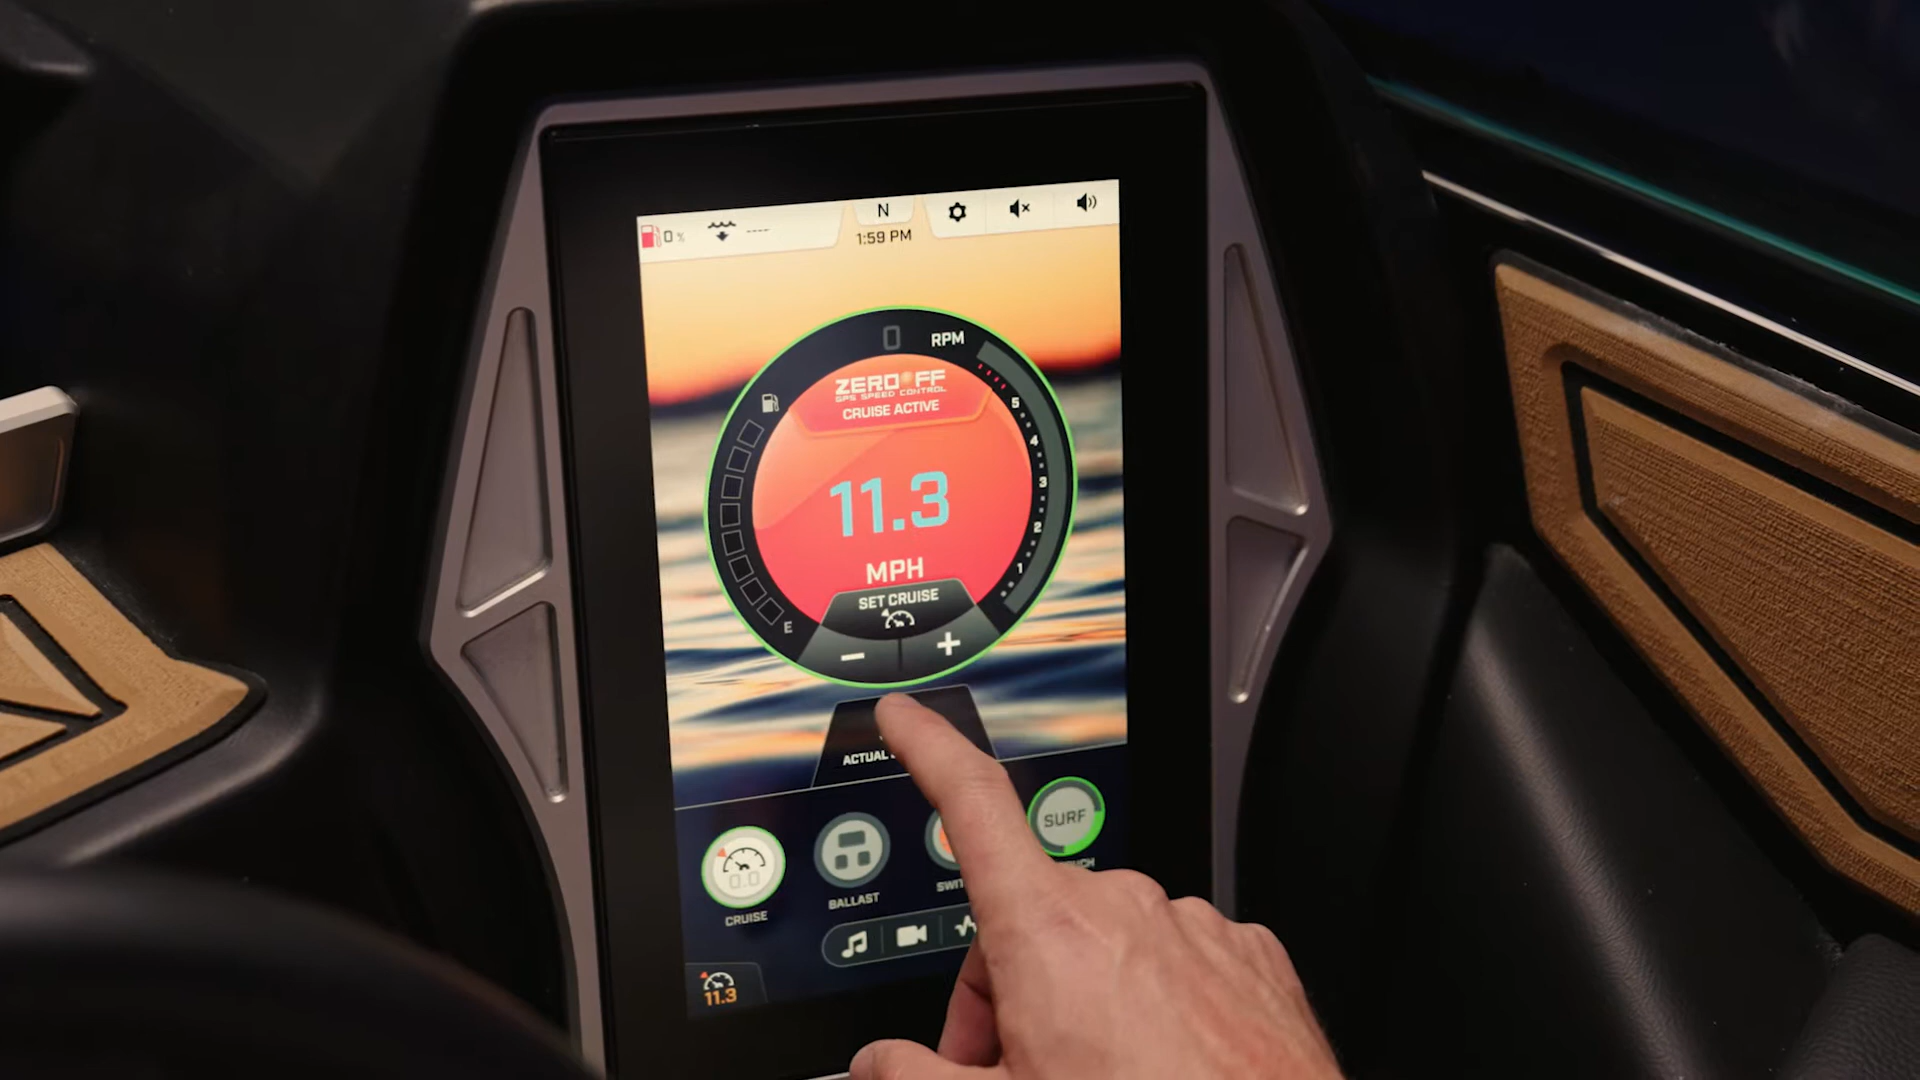 0 %
----
N
1:59 PM
0 RPM
ZERO OFF
GPS SPEED CONTROL
CRUISE ACTIVE
5
4
3
2
1
11.3
MPH
SET CRUISE
E
− +
ACTUAL
SURF
0.0
CRUISE
BALLAST
11.3